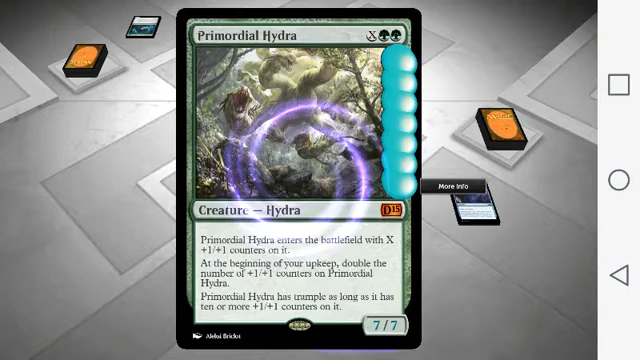 Primordial Hydra X
More Info
Creature — Hydra D15
Primordial Hydra enters the battlefield with X
+1/+1 counters on it.
At the beginning of your upkeep, double the
number of +1/+1 counters on Primordial
Hydra.
Primordial Hydra has trample as long as it has
ten or more +1/+1 counters on it.
7/7
Aleksi Briclot